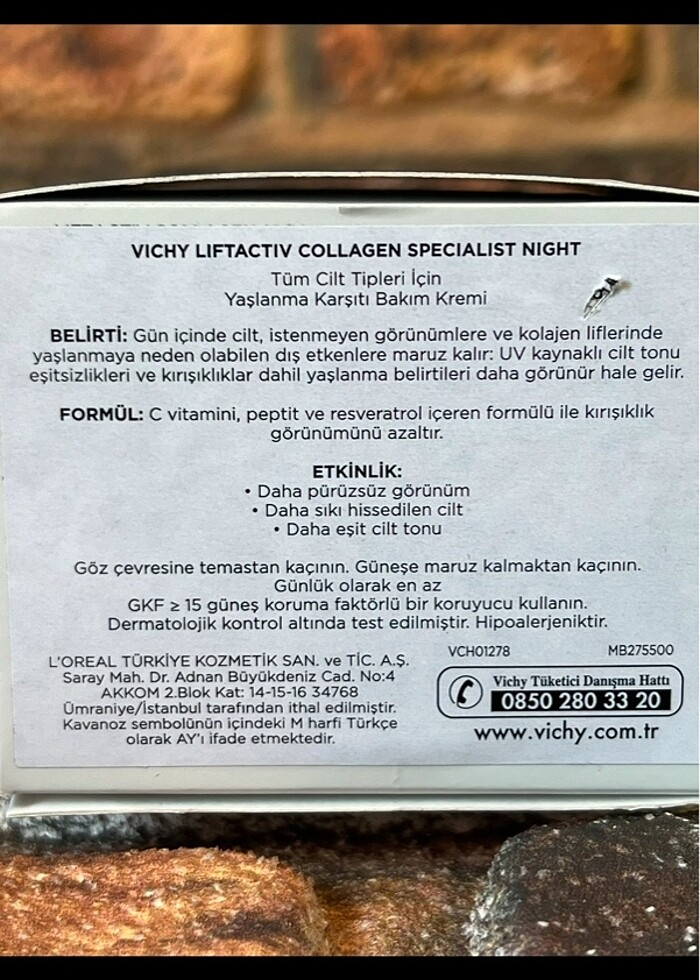 VICHY LIFTACTIV COLLAGEN SPECIALIST NIGHT
Tüm Cilt Tipleri İçin
Yaşlanma Karşıtı Bakım Kremi
BELİRTİ: Gün içinde cilt, istenmeyen görünümlere ve kolajen liflerinde
yaşlanmaya neden olabilen dış etkenlere maruz kalır: UV kaynaklı cilt tonu
eşitsizlikleri ve kırışıklıklar dahil yaşlanma belirtileri daha görünür hale gelir.
FORMÜL: C vitamini, peptit ve resveratrol içeren formülü ile kırışıklık
görünümünü azaltır.
ETKİNLİK:
• Daha pürüzsüz görünüm
• Daha sıkı hissedilen cilt
• Daha eşit cilt tonu
Göz çevresine temastan kaçının. Güneşe maruz kalmaktan kaçının.
Günlük olarak en az
GKF ≥ 15 güneş koruma faktörlü bir koruyucu kullanın.
Dermatolojik kontrol altında test edilmiştir. Hipoalerjeniktir.
L'OREAL TÜRKİYE KOZMETİK SAN. ve TİC. A.Ş.
Saray Mah. Dr. Adnan Büyükdeniz Cad. No:4
AKKOM 2.Blok Kat: 14-15-16 34768
Ümraniye/İstanbul tarafından ithal edilmiştir.
Kavanoz sembolünün içindeki M harfi Türkçe
olarak AY'ı ifade etmektedir.
VCH01278 MB275500
Vichy Tüketici Danışma Hattı
0850 280 33 20
www.vichy.com.tr